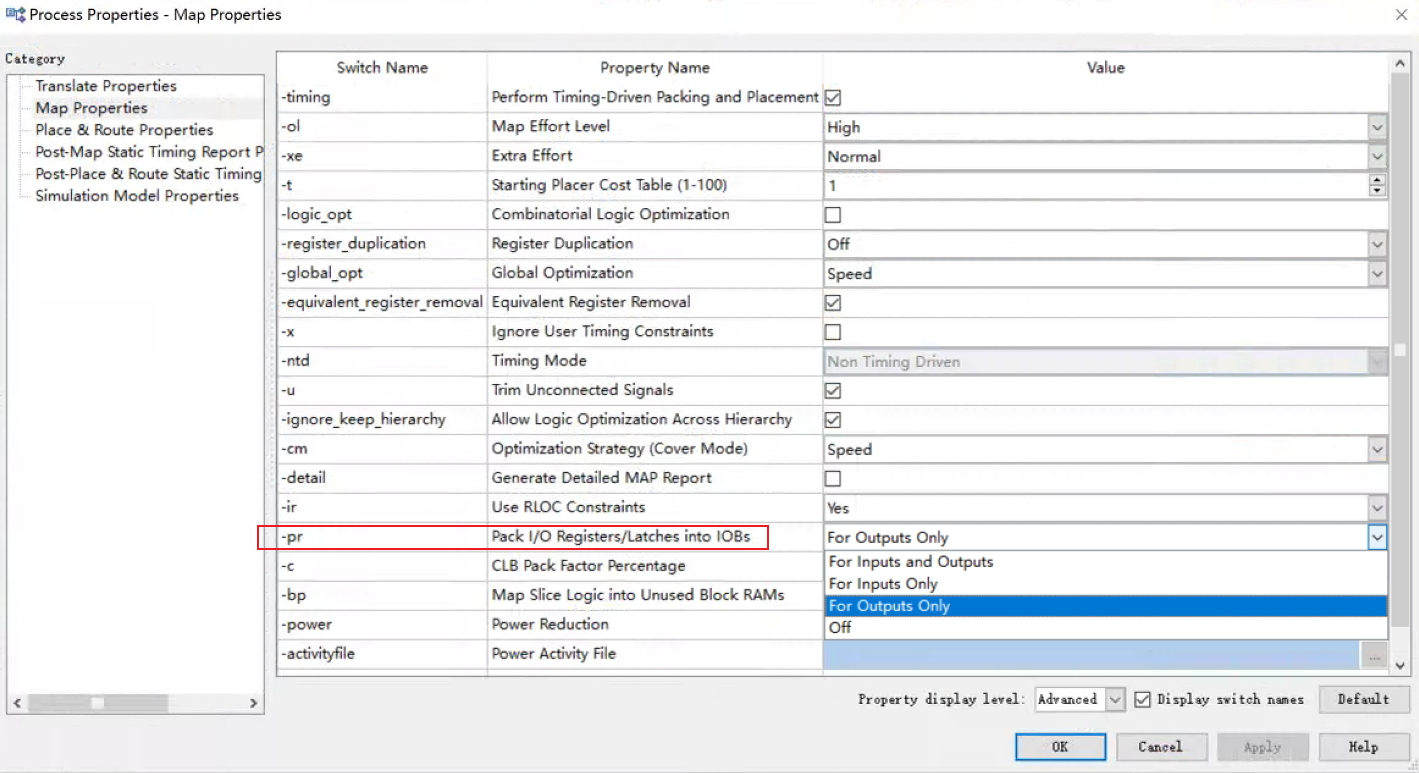 Process Properties - Map Properties
Category
Translate Properties
Map Properties
Place & Route Properties
Post-Map Static Timing Report P
Post-Place & Route Static Timing
Simulation Model Properties
Switch Name Property Name Value
-timing Perform Timing-Driven Packing and Placement
-ol Map Effort Level High
-xe Extra Effort Normal
-t Starting Placer Cost Table (1-100) 1
-logic_opt Combinatorial Logic Optimization
-register_duplication Register Duplication Off
-global_opt Global Optimization Speed
-equivalent_register_removal Equivalent Register Removal
-x Ignore User Timing Constraints
-ntd Timing Mode Non Timing Driven
-u Trim Unconnected Signals
-ignore_keep_hierarchy Allow Logic Optimization Across Hierarchy
-cm Optimization Strategy (Cover Mode) Speed
-detail Generate Detailed MAP Report
-ir Use RLOC Constraints Yes
-pr Pack I/O Registers/Latches into IOBs For Outputs Only
-c CLB Pack Factor Percentage
-bp Map Slice Logic into Unused Block RAMs
-power Power Reduction
-activityfile Power Activity File
For Inputs and Outputs
For Inputs Only
For Outputs Only
Off
...
Property display level: Advanced Display switch names Default
OK Cancel Apply Help